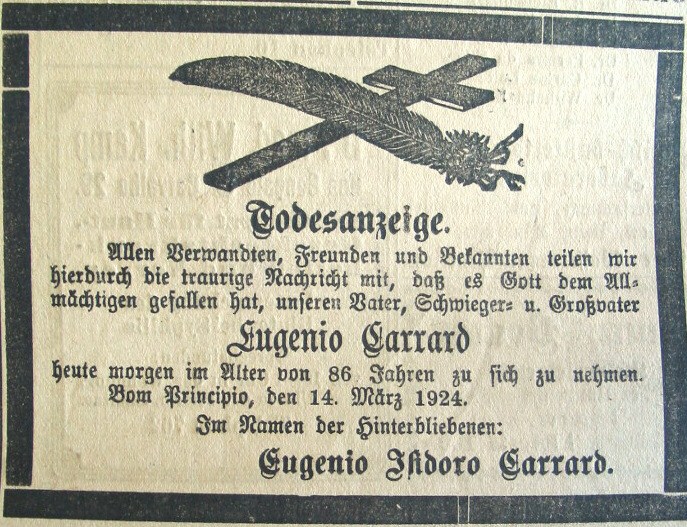 Todesanzeige.
Allen Verwandten, Freunden und Bekannten teilen wir
hierdurch die traurige Nachricht mit, daß es Gott dem All-
mächtigen gefallen hat, unseren Vater, Schwieger- u. Großvater
Eugenio Carrard
heute morgen im Alter von 86 Jahren zu sich zu nehmen.
Bom Principio, den 14. März 1924.
Im Namen der Hinterbliebenen:
Eugenio Isidoro Carrard.